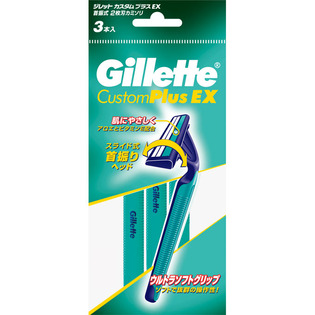 ジレット カスタム プラス EX
首振式 2枚刃カミソリ
3本入
Gillette®
CustomPlus EX
肌にやさしく
アロエとビタミンE配合
スライド式
首振り
ヘッド
ウルトラソフトグリップ
ソフトで抜群の操作性!